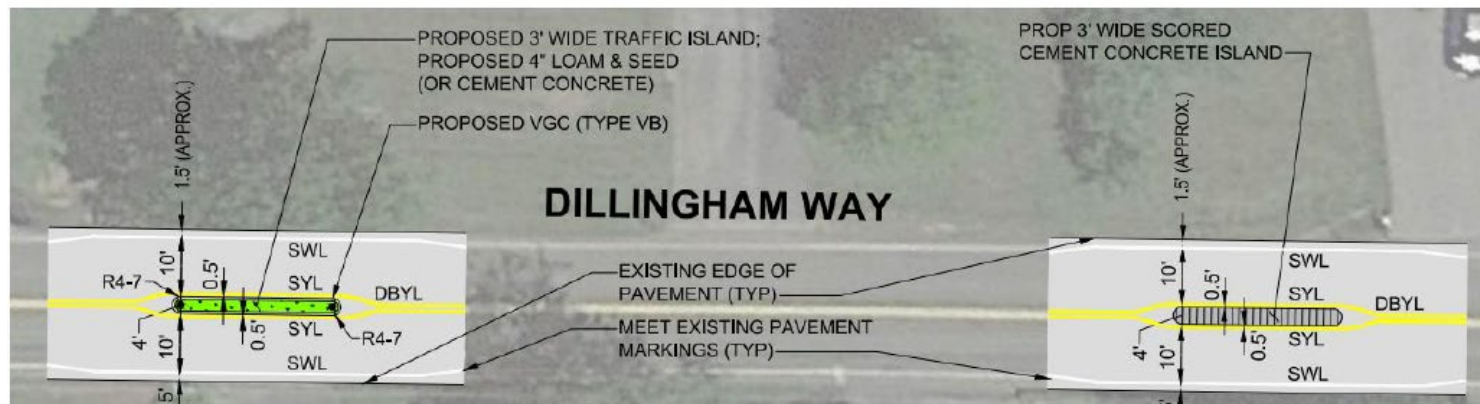 PROPOSED 3' WIDE TRAFFIC ISLAND;
PROPOSED 4" LOAM & SEED
(OR CEMENT CONCRETE)
PROPOSED VGC (TYPE VB)
PROP 3' WIDE SCORED
CEMENT CONCRETE ISLAND
1.5' (APPROX.)
1.5' (APPROX.)
DILLINGHAM WAY
SWL
10'
0.5'
SYL
R4-7
DBYL
4'
10'
0.5'
SYL
R4-7
SWL
5'
EXISTING EDGE OF
PAVEMENT (TYP)
MEET EXISTING PAVEMENT
MARKINGS (TYP)
SWL
10'
0.5'
SYL
DBYL
4'
10'
0.5'
SYL
SWL